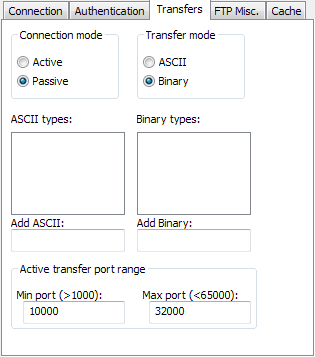 Connection Authentication Transfers FTP Misc. Cache
Connection mode Transfer mode
Active ASCII
Passive Binary
ASCII types: Binary types:
Add ASCII: Add Binary:
Active transfer port range
Min port (>1000): Max port (<65000):
10000 32000